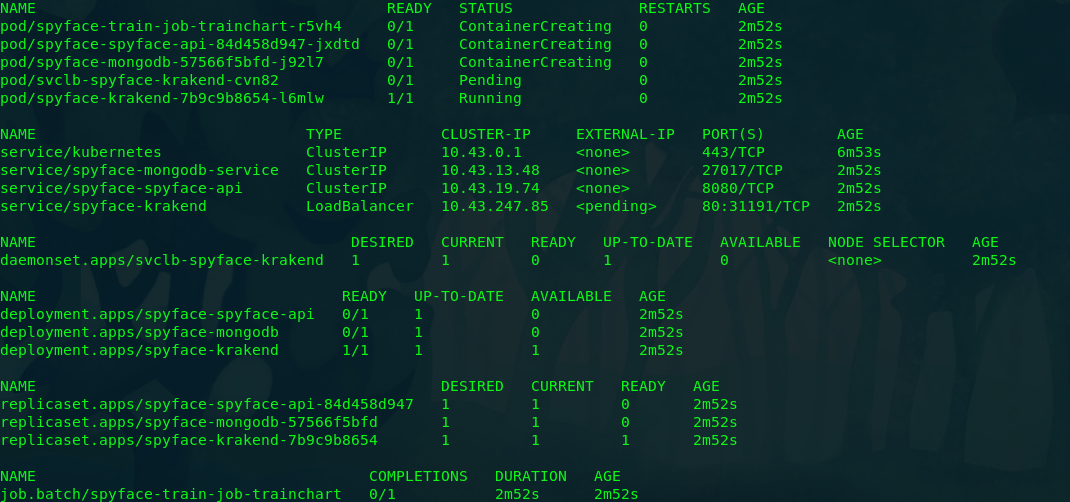 NAME READY STATUS RESTARTS AGE
pod/spyface-train-job-trainchart-r5vh4 0/1 ContainerCreating 0 2m52s
pod/spyface-spyface-api-84d458d947-jxdtd 0/1 ContainerCreating 0 2m52s
pod/spyface-mongodb-57566f5bfd-j92l7 0/1 ContainerCreating 0 2m52s
pod/svclb-spyface-krakend-cvn82 0/1 Pending 0 2m52s
pod/spyface-krakend-7b9c9b8654-l6mlw 1/1 Running 0 2m52s
NAME TYPE CLUSTER-IP EXTERNAL-IP PORT(S) AGE
service/kubernetes ClusterIP 10.43.0.1 <none> 443/TCP 6m53s
service/spyface-mongodb-service ClusterIP 10.43.13.48 <none> 27017/TCP 2m52s
service/spyface-spyface-api ClusterIP 10.43.19.74 <none> 8080/TCP 2m52s
service/spyface-krakend LoadBalancer 10.43.247.85 <pending> 80:31191/TCP 2m52s
NAME DESIRED CURRENT READY UP-TO-DATE AVAILABLE NODE SELECTOR AGE
daemonset.apps/svclb-spyface-krakend 1 1 0 1 0 <none> 2m52s
NAME READY UP-TO-DATE AVAILABLE AGE
deployment.apps/spyface-spyface-api 0/1 1 0 2m52s
deployment.apps/spyface-mongodb 0/1 1 0 2m52s
deployment.apps/spyface-krakend 1/1 1 1 2m52s
NAME DESIRED CURRENT READY AGE
replicaset.apps/spyface-spyface-api-84d458d947 1 1 0 2m52s
replicaset.apps/spyface-mongodb-57566f5bfd 1 1 0 2m52s
replicaset.apps/spyface-krakend-7b9c9b8654 1 1 1 2m52s
NAME COMPLETIONS DURATION AGE
job.batch/spyface-train-job-trainchart 0/1 2m52s 2m52s